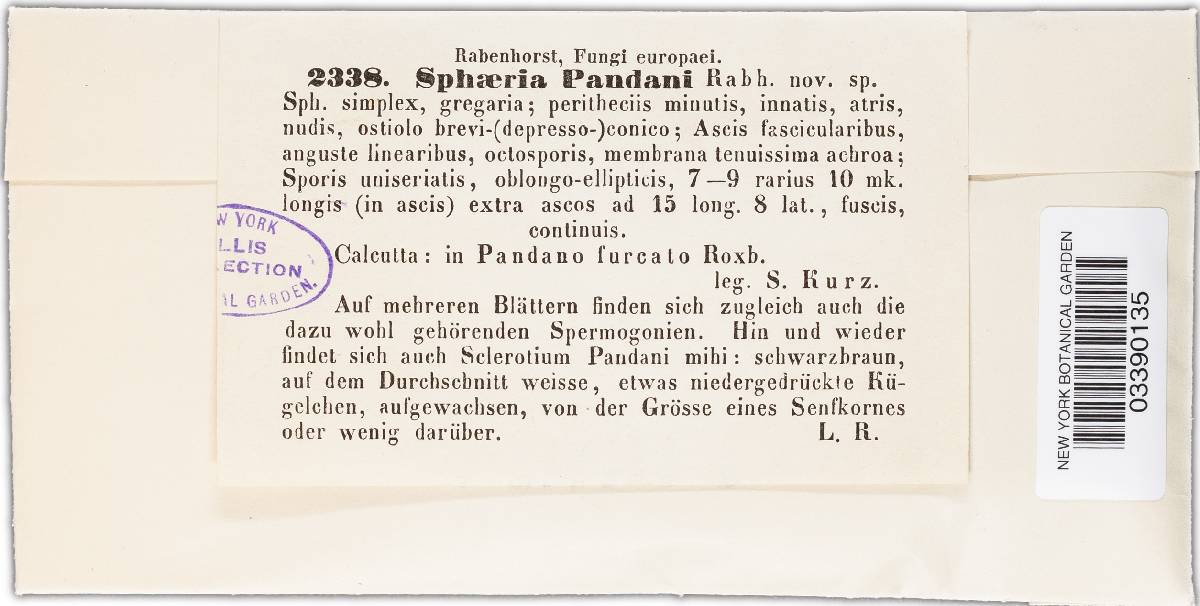 Rabenhorst, Fungi europaei.
2338. Sphæria Pandani Rabh. nov. sp.
Sph. simplex, gregaria; peritheciis minutis, innatis, atris,
nudis, ostiolo brevi-(depresso-)conico; Ascis fascicularibus,
anguste linearibus, octosporis, membrana tenuissima achroa;
Sporis uniseriatis, oblongo-ellipticis, 7—9 rarius 10 mk.
longis (in ascis) extra ascos ad 15 long. 8 lat., fuscis,
continuis.
Calcutta: in Pandano furcato Roxb.
leg. S. Kurz.
Auf mehreren Blättern finden sich zugleich auch die
dazu wohl gehörenden Spermogonien. Hin und wieder
findet sich auch Sclerotium Pandani mihi: schwarzbraun,
auf dem Durchschnitt weisse, etwas niedergedrückte Kü-
gelchen, aufgewachsen, von der Grösse eines Senfkornes
oder wenig darüber. L. R.
W YORK
LLIS
ECTION
AL GARDEN.
NEW YORK BOTANICAL GARDEN
03390135